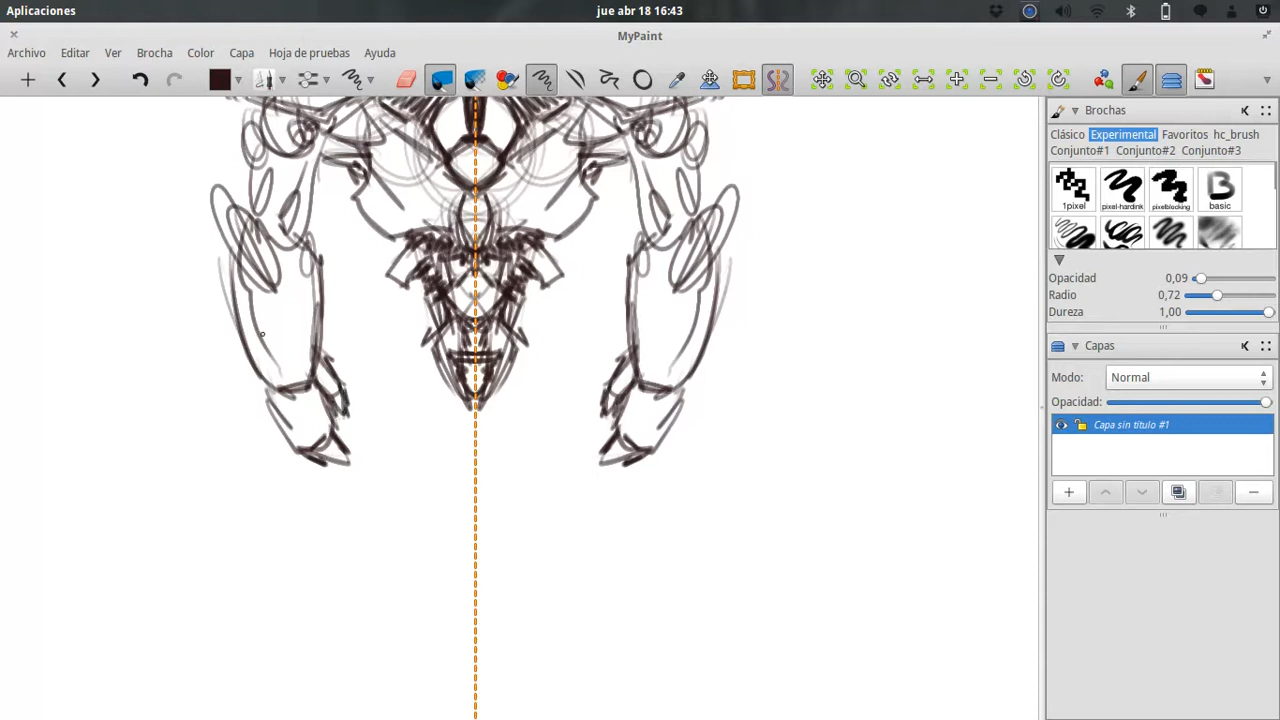 Aplicaciones
jue abr 18 16:43
MyPaint
Archivo Editar Ver Brocha Color Capa Hoja de pruebas Ayuda
Brochas
Clásico Experimental Favoritos hc_brush
Conjunto#1 Conjunto#2 Conjunto#3
1pixel pixel-hardink pixelblocking basic
Opacidad 0,09
Radio 0,72
Dureza 1,00
Capas
Modo: Normal
Opacidad:
Capa sin título #1